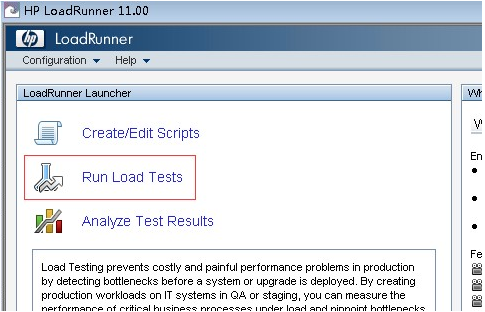 HP LoadRunner 11.00
hp LoadRunner
Configuration Help
LoadRunner Launcher
Create/Edit Scripts
Run Load Tests
Analyze Test Results
Load Testing prevents costly and painful performance problems in production
by detecting bottlenecks before a system or upgrade is deployed. By creating
production workloads on IT systems in QA or staging, you can measure the
performance of critical business processes under load and pinpoint bottlenecks